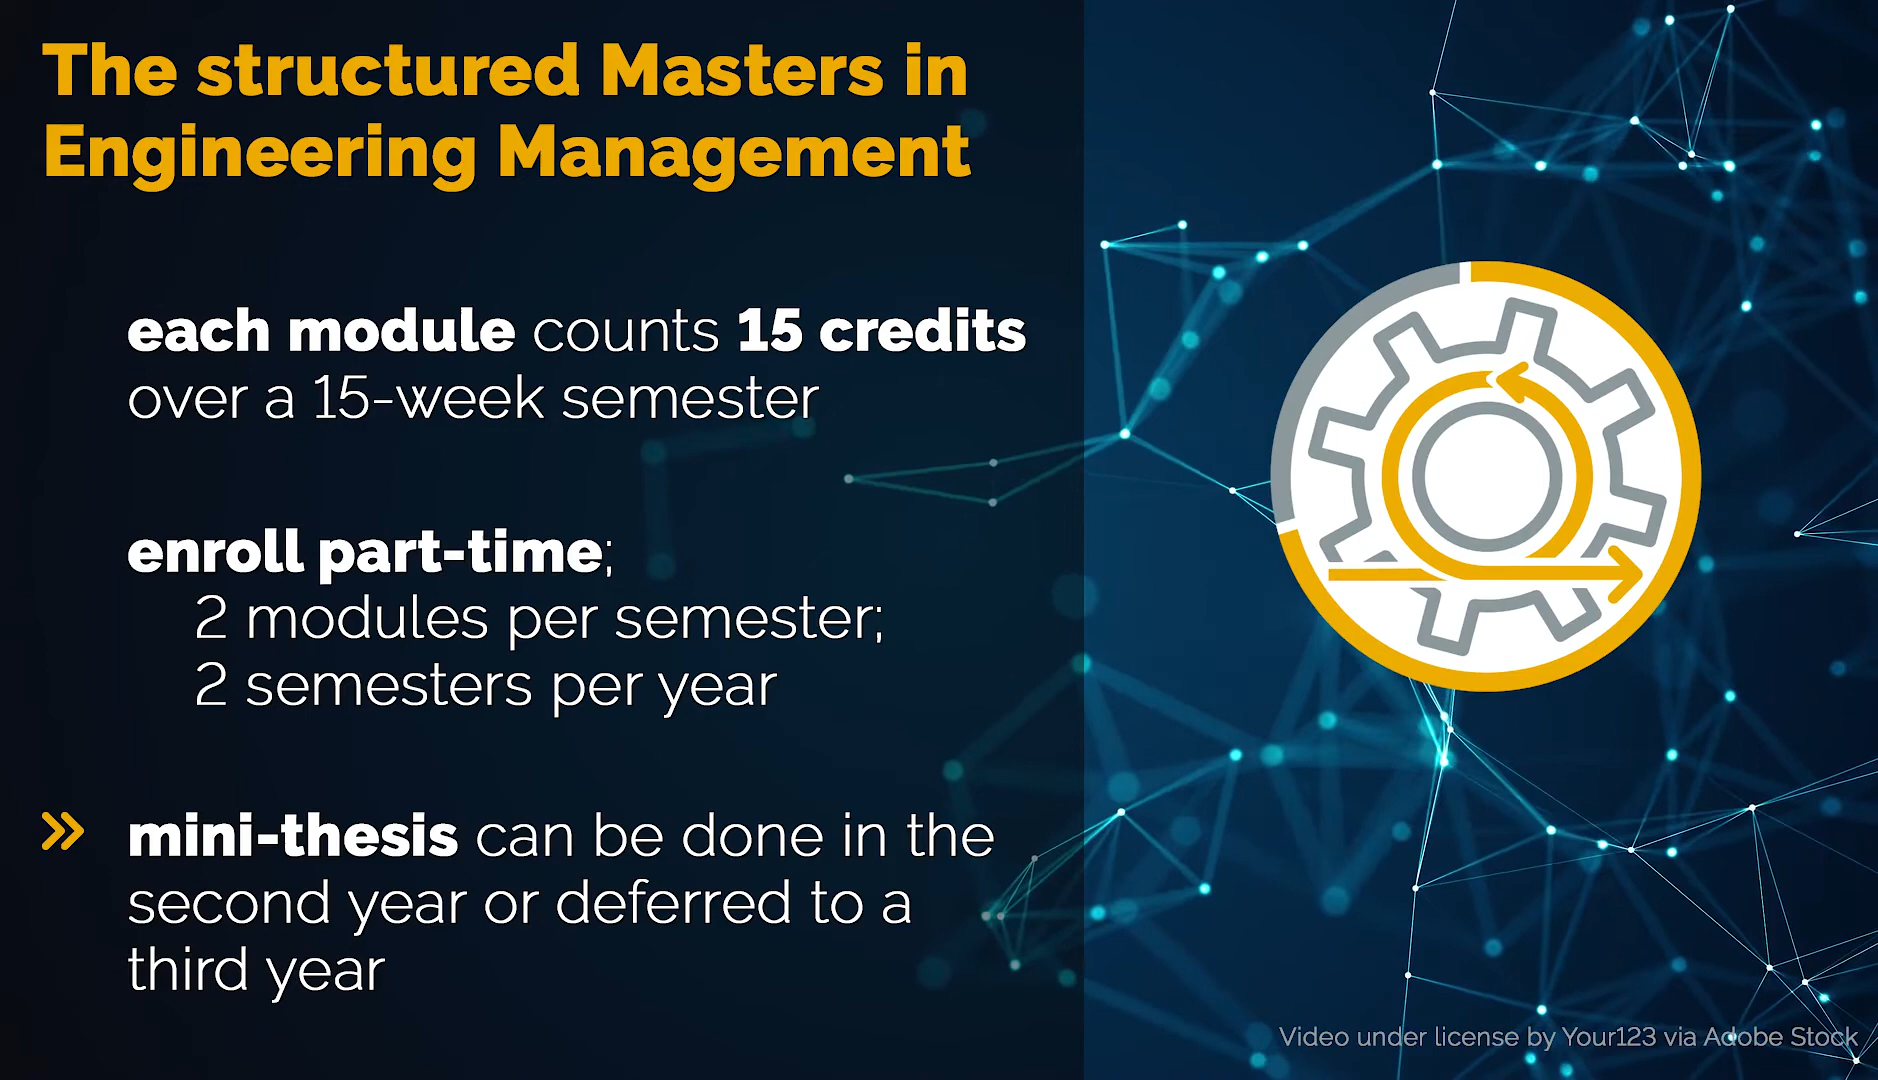 The structured Masters in
Engineering Management
each module counts 15 credits
over a 15-week semester
enroll part-time;
2 modules per semester;
2 semesters per year
mini-thesis can be done in the
second year or deferred to a
third year
Video under license by Your123 via Adobe Stock